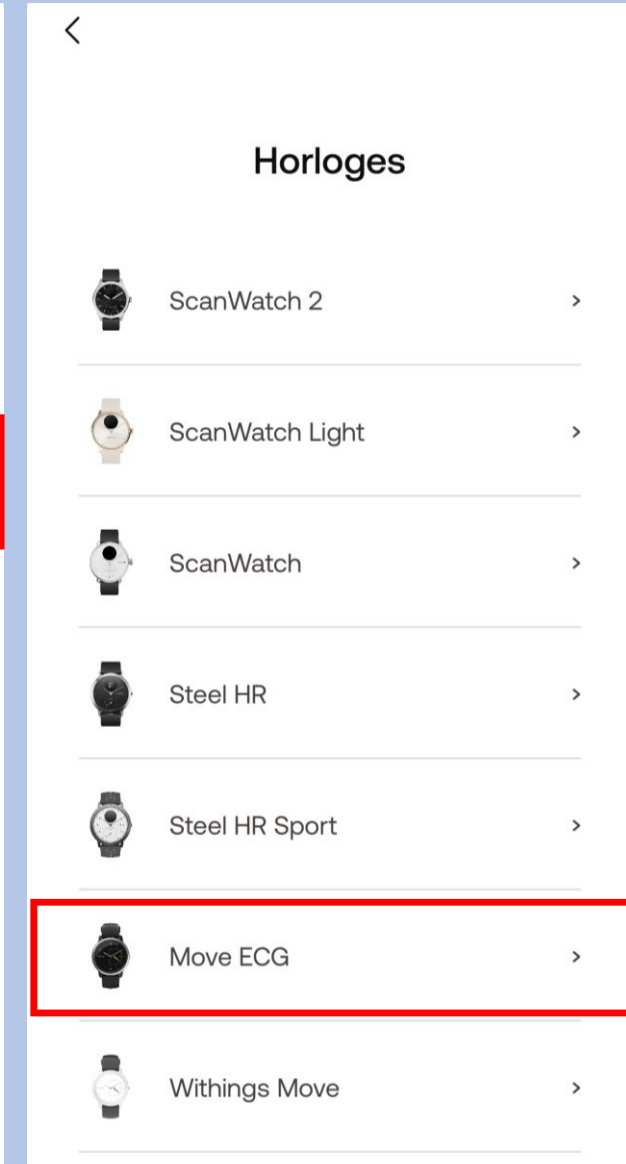 Horloges
ScanWatch 2
ScanWatch Light
ScanWatch
Steel HR
Steel HR Sport
Move ECG
Withings Move